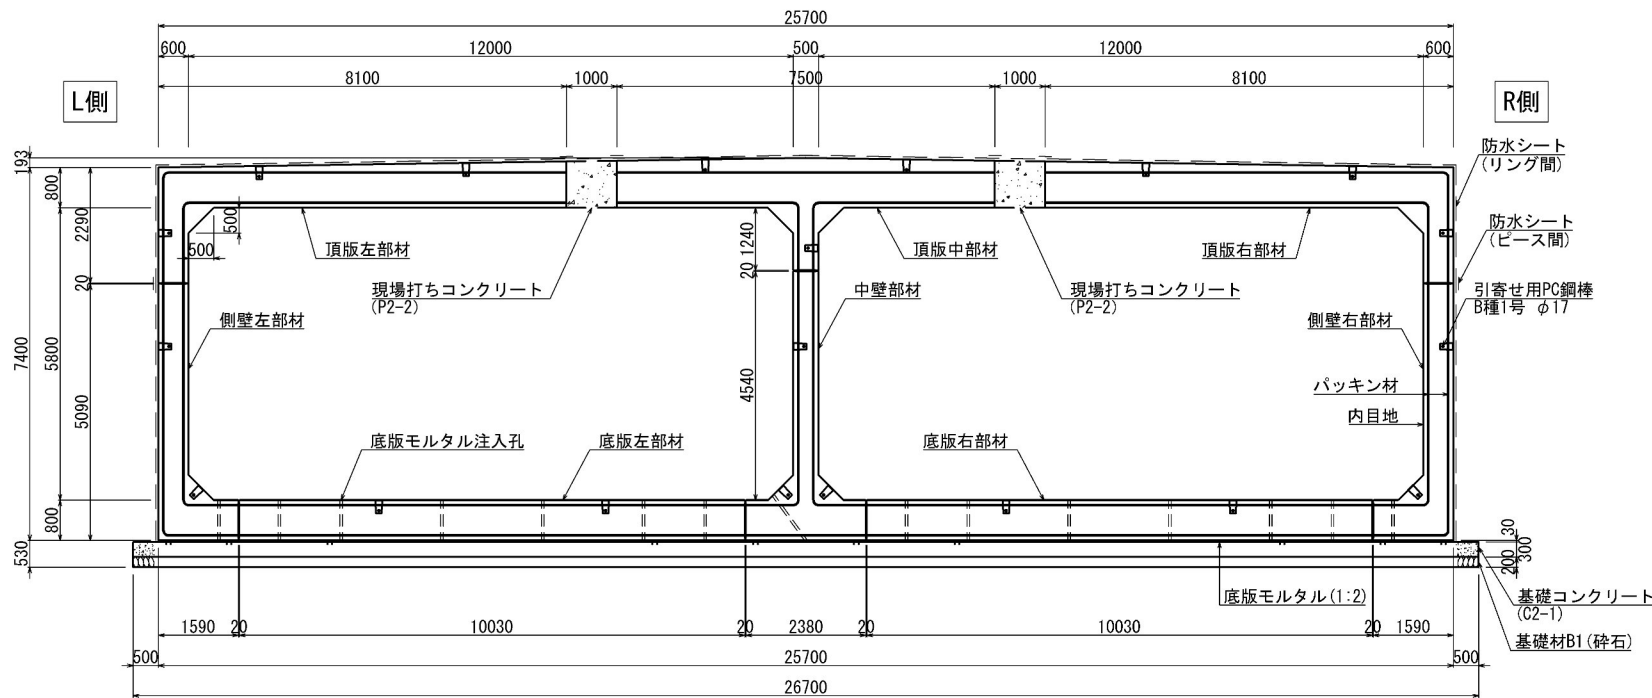 25700
600
12000
500
12000
600
8100
1000
7500
1000
8100
L側
R側
193
800
2290
20
7400
5800
5090
800
530
500
500
1240
20
4540
頂版左部材
現場打ちコンクリート
(P2-2)
側壁左部材
底版モルタル注入孔
底版左部材
頂版中部材
中壁部材
現場打ちコンクリート
(P2-2)
頂版右部材
側壁右部材
パッキン材
内目地
底版右部材
防水シート
(リング間)
防水シート
(ピース間)
引寄せ用PC鋼棒
B種1号 φ17
30
300
200
底版モルタル(1:2)
基礎コンクリート
(C2-1)
基礎材B1(砕石)
1590
20
10030
20
2380
20
10030
20
1590
500
25700
500
26700